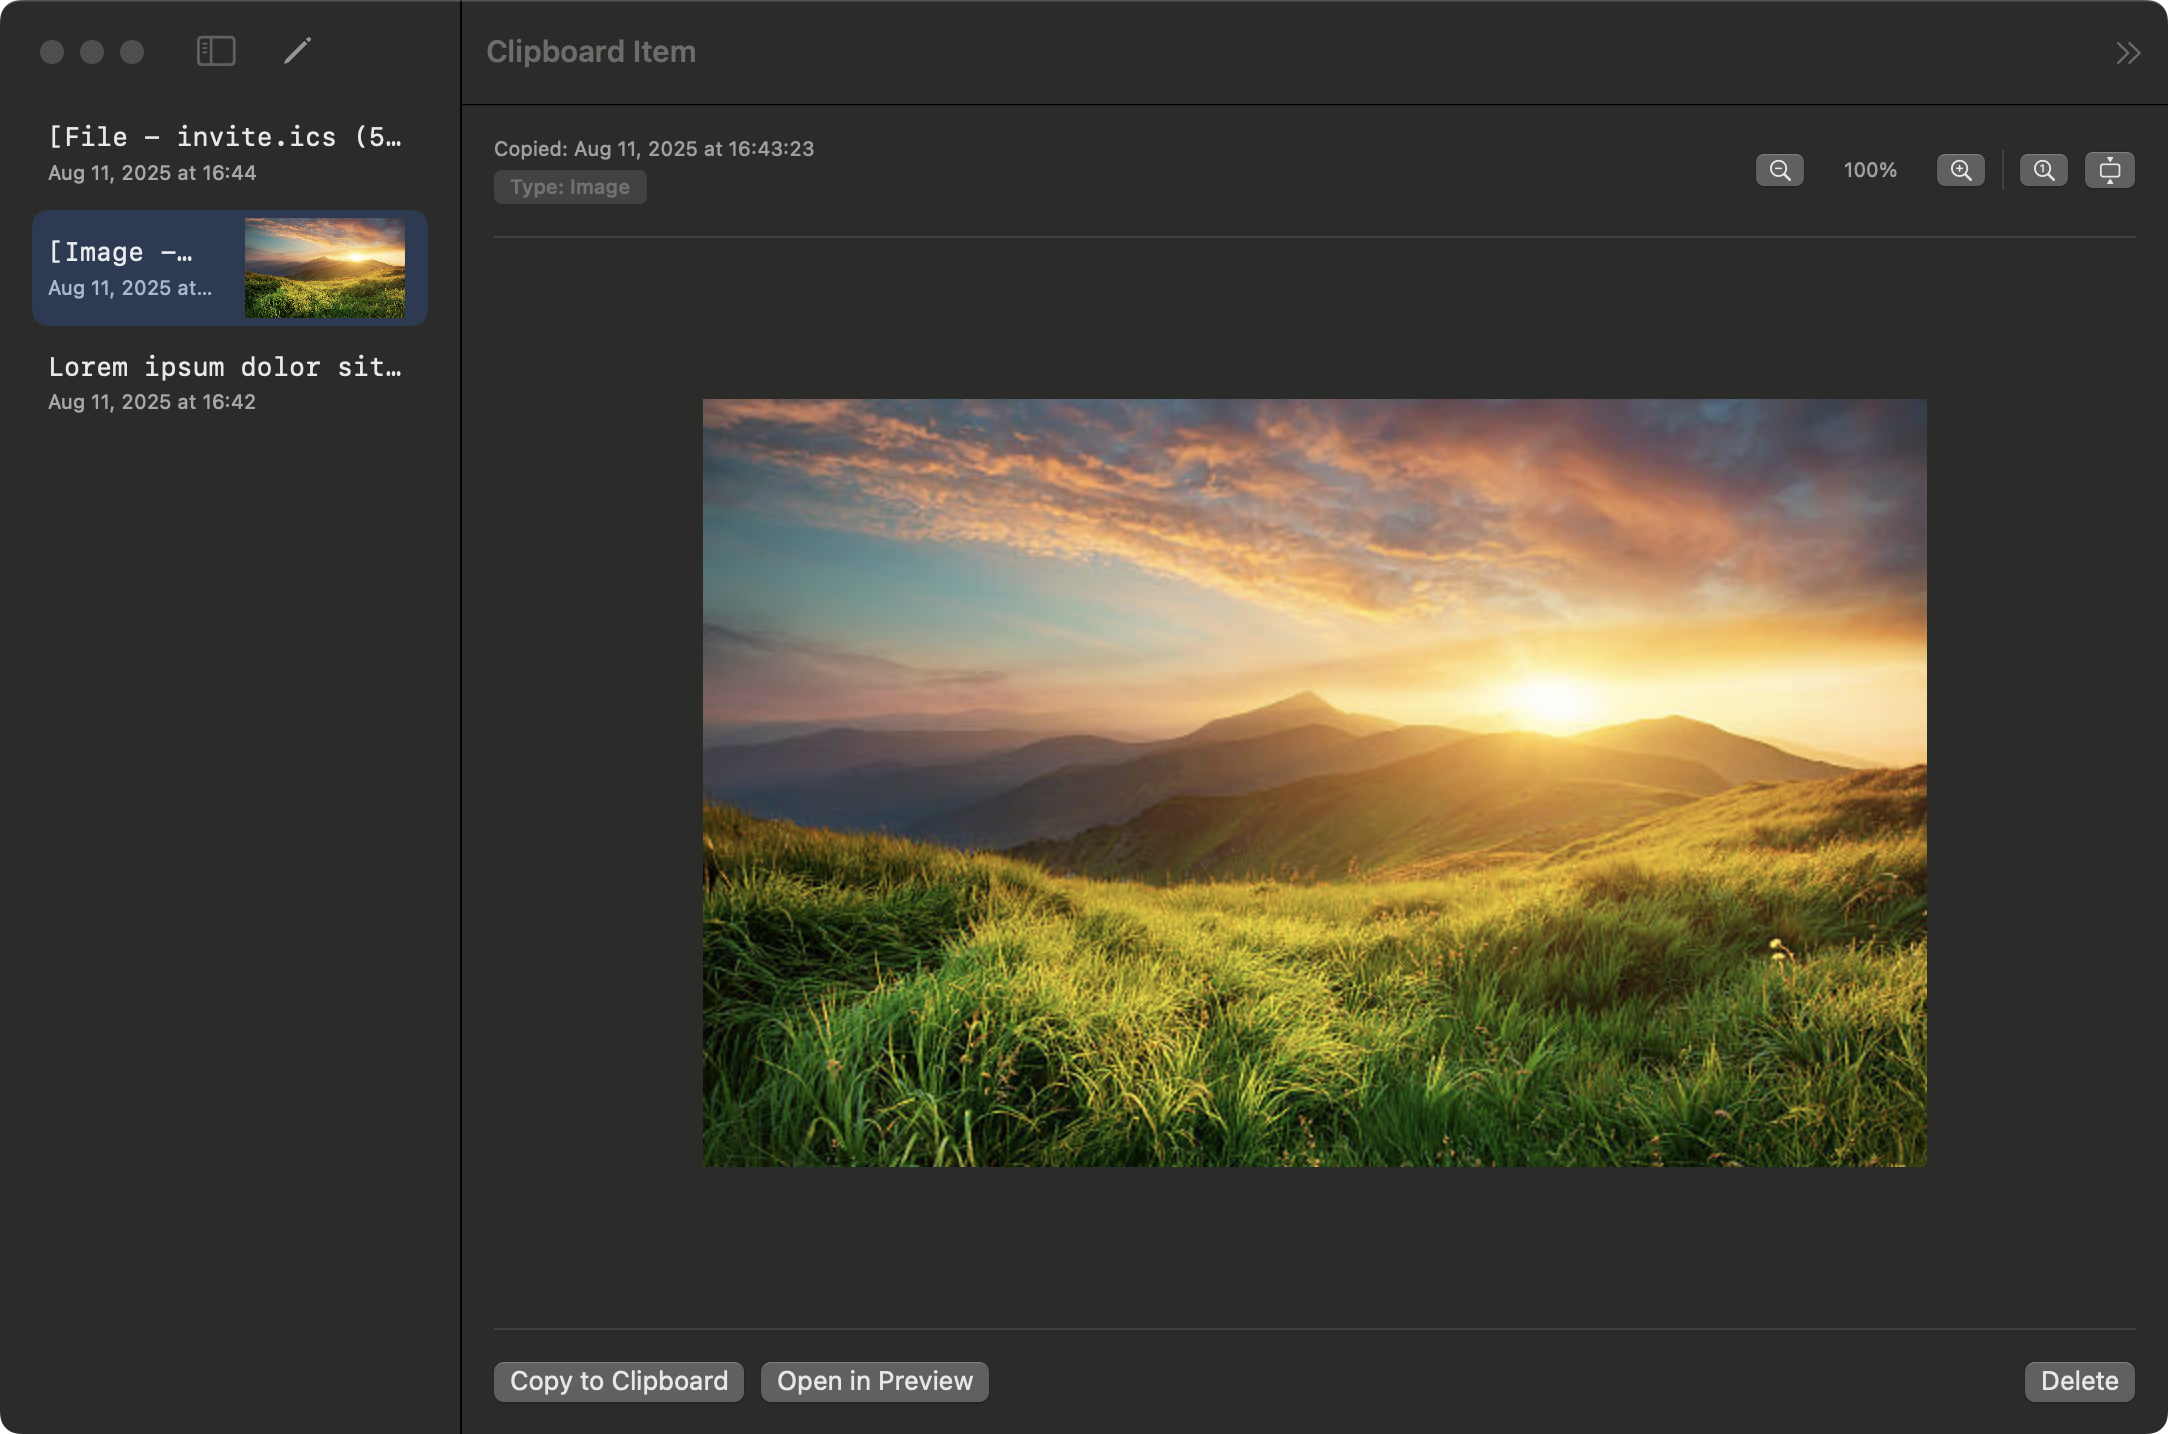 Clipboard Item
[File – invite.ics (5…
Aug 11, 2025 at 16:44
[Image –…
Aug 11, 2025 at…
Lorem ipsum dolor sit…
Aug 11, 2025 at 16:42
Copied: Aug 11, 2025 at 16:43:23
Type: Image
100%
Copy to Clipboard
Open in Preview
Delete